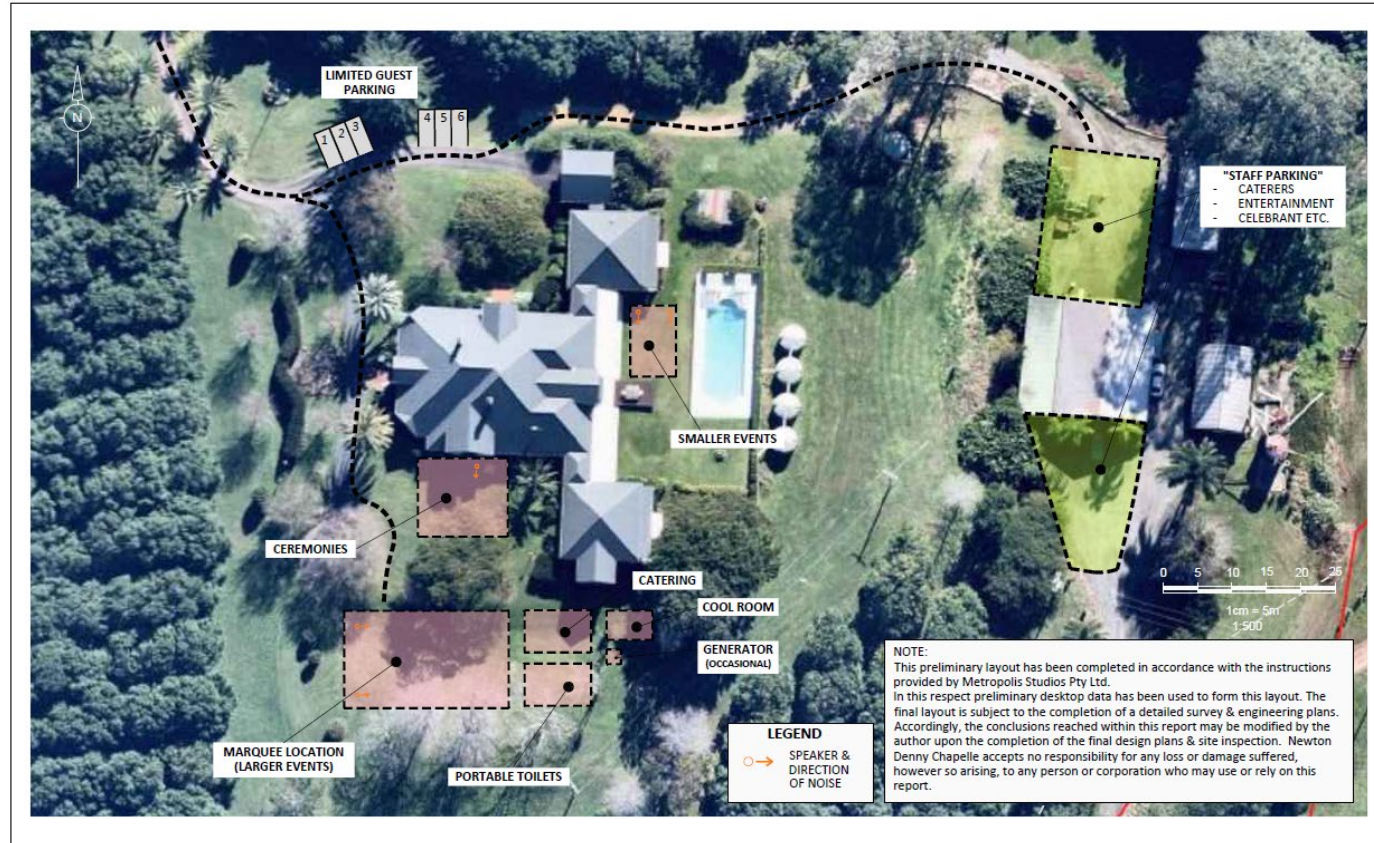 N
LIMITED GUEST
PARKING
1
2
3
4
5
6
"STAFF PARKING"
- CATERERS
- ENTERTAINMENT
- CELEBRANT ETC.
SMALLER EVENTS
CEREMONIES
CATERING
COOL ROOM
GENERATOR
(OCCASIONAL)
MARQUEE LOCATION
(LARGER EVENTS)
PORTABLE TOILETS
0 5 10 15 20 25
1cm = 5m
1:500
LEGEND
SPEAKER &
DIRECTION
OF NOISE
NOTE:
This preliminary layout has been completed in accordance with the instructions
provided by Metropolis Studios Pty Ltd.
In this respect preliminary desktop data has been used to form this layout. The
final layout is subject to the completion of a detailed survey & engineering plans.
Accordingly, the conclusions reached within this report may be modified by the
author upon the completion of the final design plans & site inspection. Newton
Denny Chapelle accepts no responsibility for any loss or damage suffered,
however so arising, to any person or corporation who may use or rely on this
report.